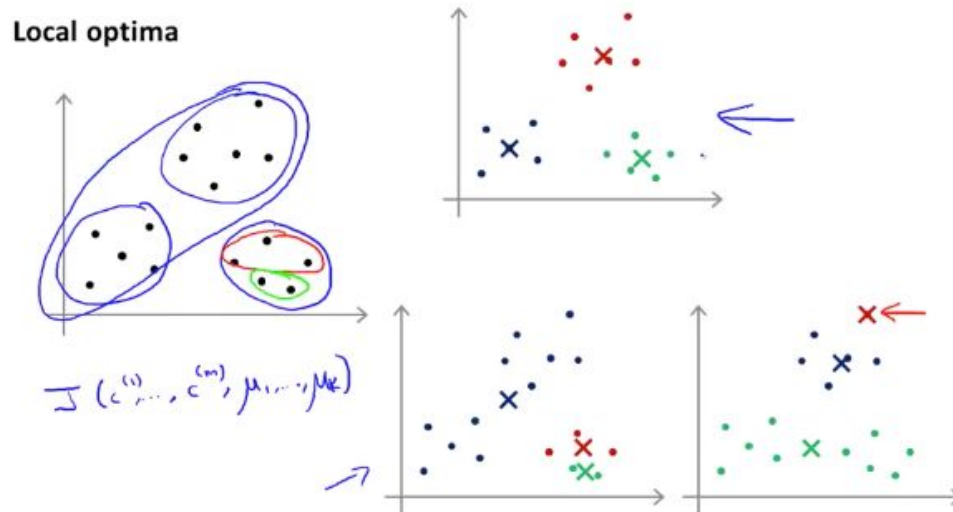 Local optima
J (c⁽¹⁾,..., c⁽ᵐ⁾, μ₁,..., μₖ)